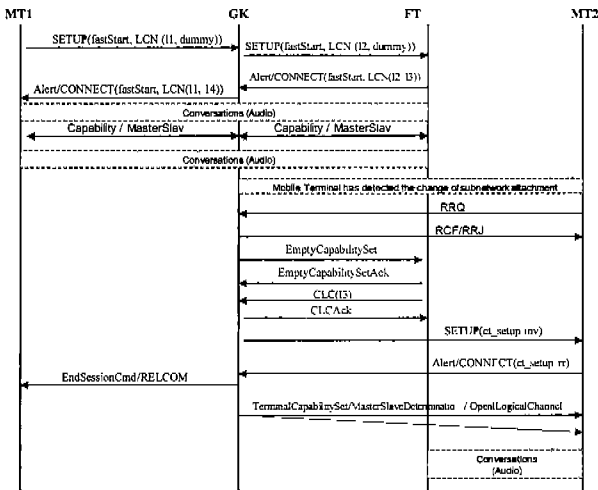 MT1 GK FT MT2
SETUP(fastStart, LCN (l1, dummy))
SETUP(fastStart, LCN (l2, dummy))
Alert/CONNECT(fastStart, LCN(l2 l3))
Alert/CONNECT(fastStart, LCN(l1, 14))
Conversations (Audio)
Capability / MasterSlav Capability / MasterSlav
Conversations (Audio)
Mobile Terminal has detected the change of subnetwork attachment
RRQ
RCF/RRJ
EmptyCapabilitySet
EmptyCapabilitySetAck
CLC(l3)
CLCAck
SETUP(ct_setup inv)
Alert/CONNECT(ct_setup rr)
EndSessionCmd/RELCOM
TerminalCapabilitySet/MasterSlaveDeterminatio / OpenLogicalChannel
Conversations
(Audio)